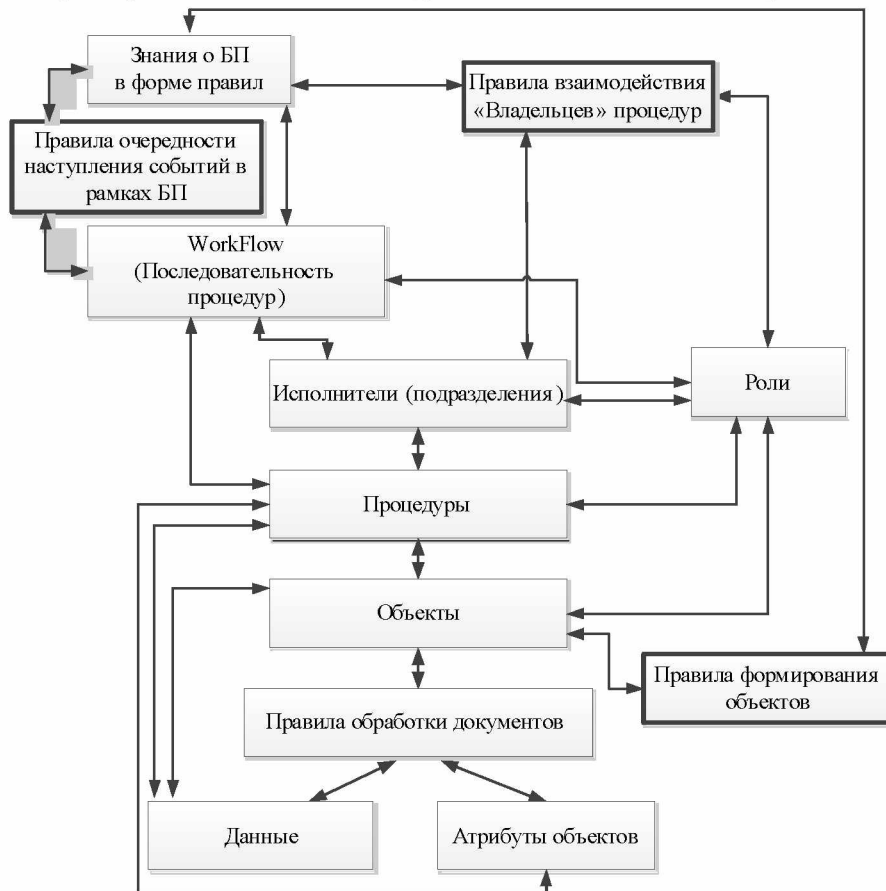 Знания о БП
в форме правил
Правила взаимодействия
«Владельцев» процедур
Правила очередности
наступления событий в
рамках БП
WorkFlow
(Последовательность
процедур)
Исполнители (подразделения)
Роли
Процедуры
Объекты
Правила формирования
объектов
Правила обработки документов
Данные
Атрибуты объектов